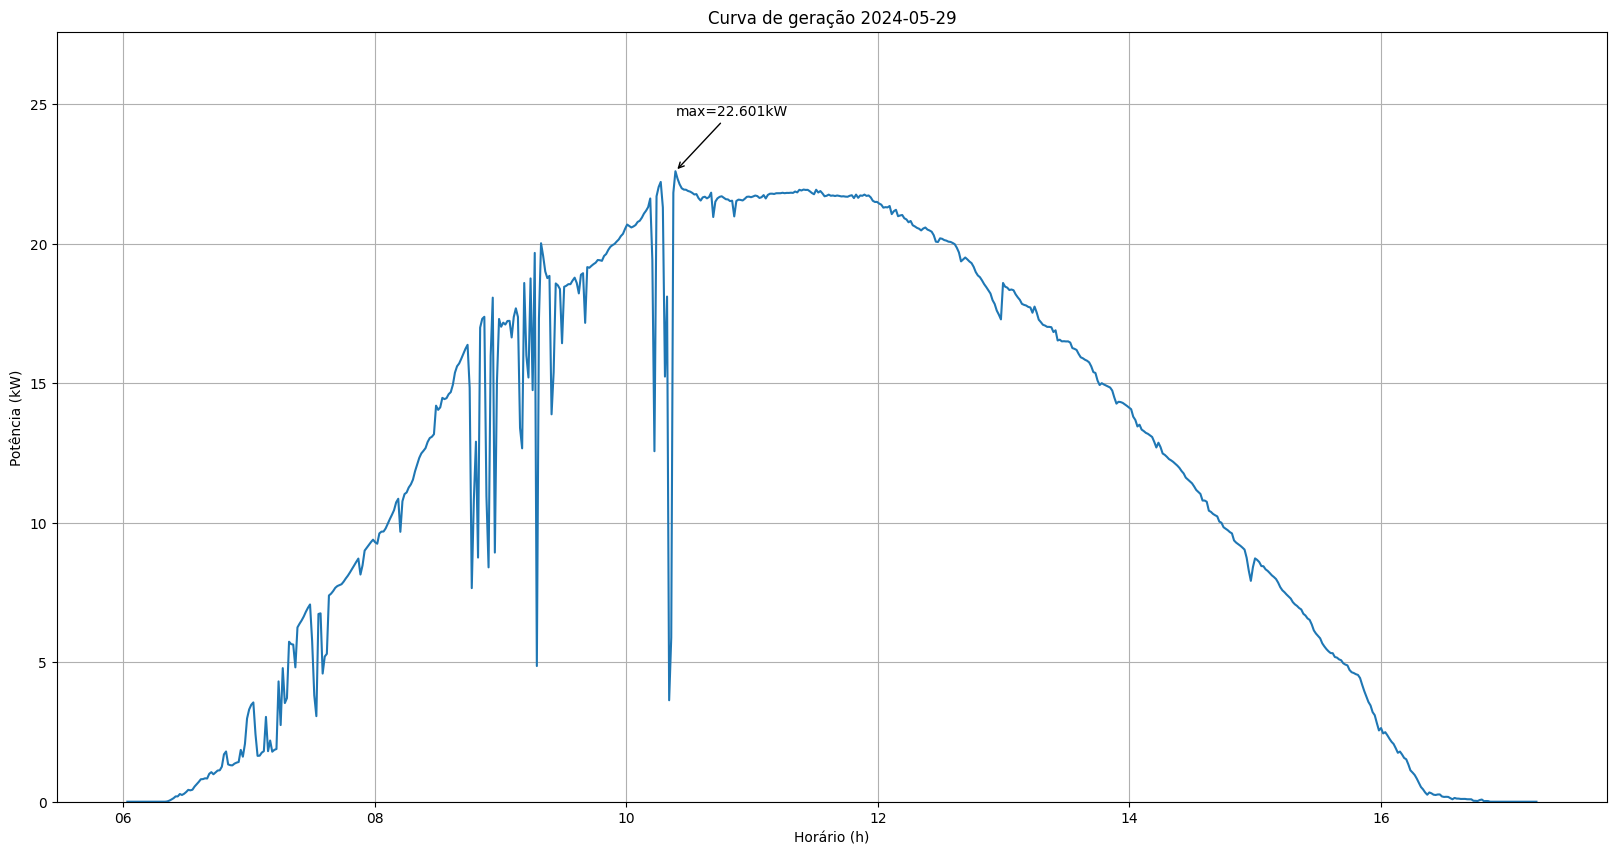 Curva de geração 2024-05-29
max=22.601kW
Potência (kW)
25
20
15
10
5
0
06 08 10 12 14 16
Horário (h)